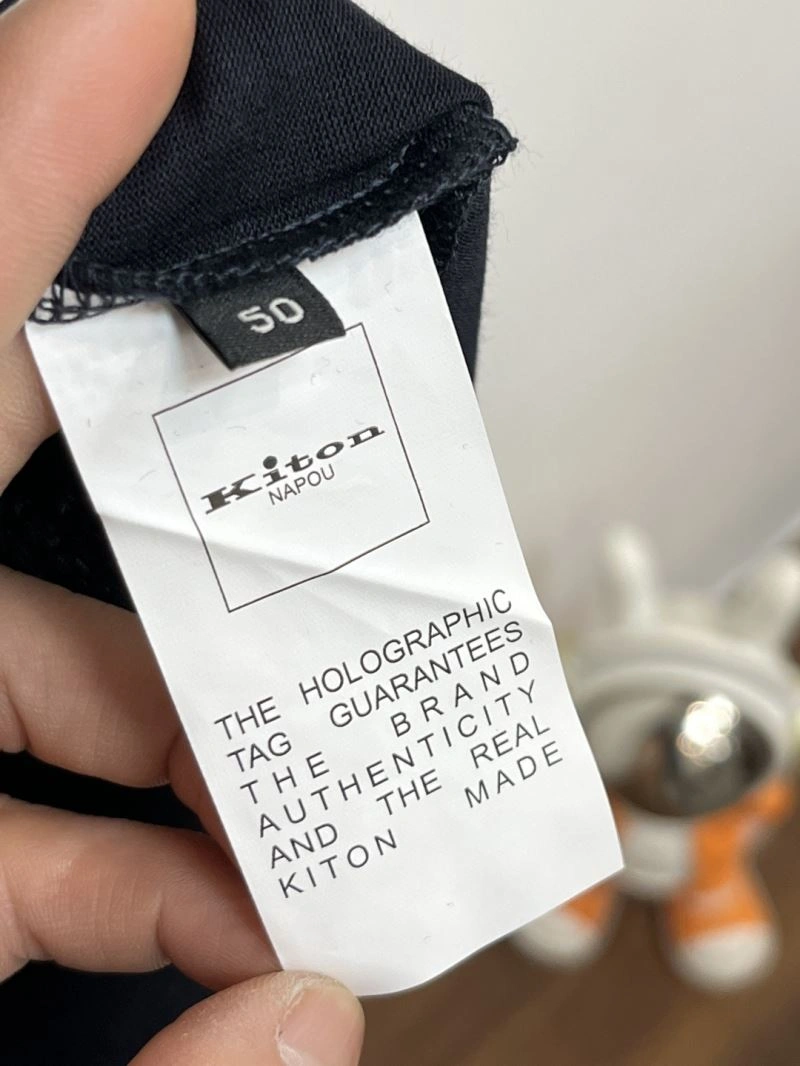 50
Kiton
NAPOU
THE HOLOGRAPHIC
TAG GUARANTEES
THE BRAND
AUTHENTICITY
AND THE REAL
KITON MADE